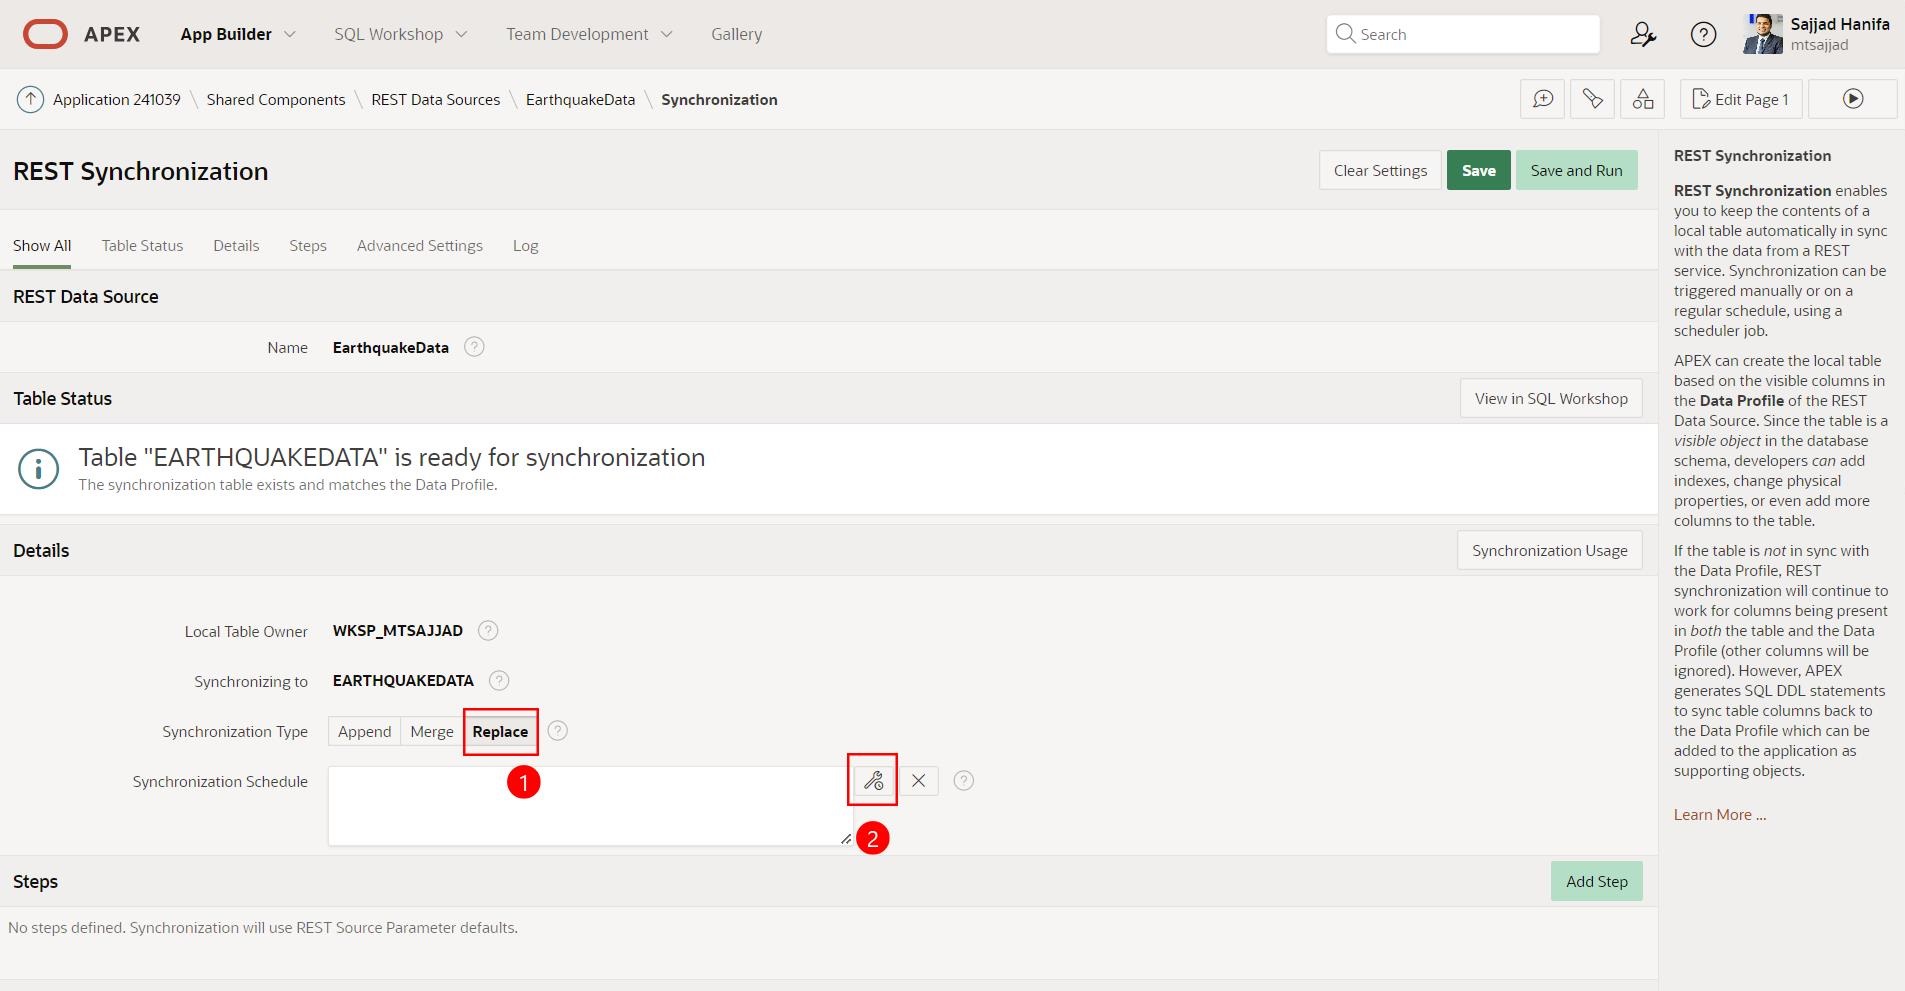 APEX App Builder SQL Workshop Team Development Gallery Search Sajjad Hanifa
mtsajjad
Application 241039 \ Shared Components \ REST Data Sources \ EarthquakeData \ Synchronization Edit Page 1
REST Synchronization Clear Settings Save Save and Run
Show All Table Status Details Steps Advanced Settings Log
REST Data Source
Name EarthquakeData ?
Table Status View in SQL Workshop
Table "EARTHQUAKEDATA" is ready for synchronization
The synchronization table exists and matches the Data Profile.
Details Synchronization Usage
Local Table Owner WKSP_MTSAJJAD ?
Synchronizing to EARTHQUAKEDATA ?
Synchronization Type Append Merge Replace ?
1
Synchronization Schedule ?
2
Steps Add Step
No steps defined. Synchronization will use REST Source Parameter defaults.
REST Synchronization
REST Synchronization enables
you to keep the contents of a
local table automatically in sync
with the data from a REST
service. Synchronization can be
triggered manually or on a
regular schedule, using a
scheduler job.
APEX can create the local table
based on the visible columns in
the Data Profile of the REST
Data Source. Since the table is a
visible object in the database
schema, developers can add
indexes, change physical
properties, or even add more
columns to the table.
If the table is not in sync with
the Data Profile, REST
synchronization will continue to
work for columns being present
in both the table and the Data
Profile (other columns will be
ignored). However, APEX
generates SQL DDL statements
to sync table columns back to
the Data Profile which can be
added to the application as
supporting objects.
Learn More ...